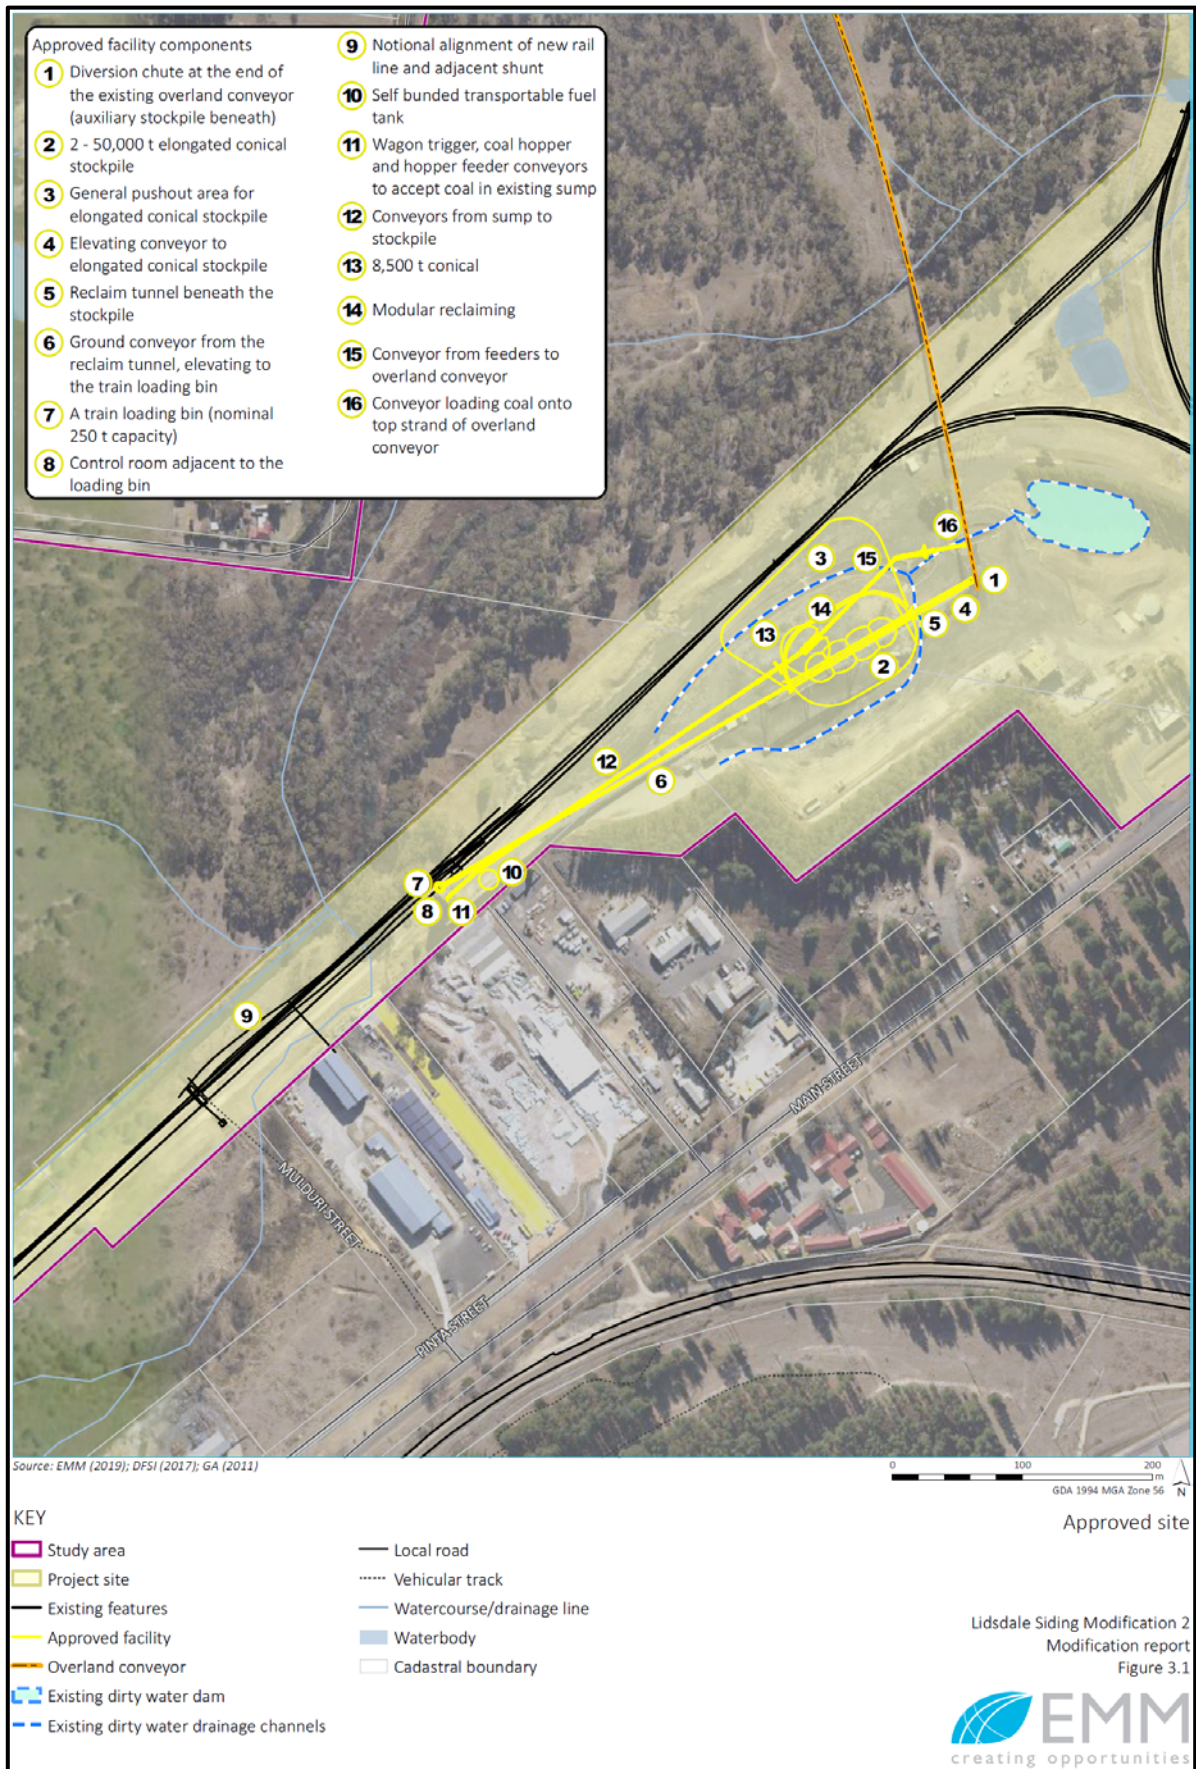 Approved facility components
1 Diversion chute at the end of
the existing overland conveyor
(auxiliary stockpile beneath)
2 2 - 50,000 t elongated conical
stockpile
3 General pushout area for
elongated conical stockpile
4 Elevating conveyor to
elongated conical stockpile
5 Reclaim tunnel beneath the
stockpile
6 Ground conveyor from the
reclaim tunnel, elevating to
the train loading bin
7 A train loading bin (nominal
250 t capacity)
8 Control room adjacent to the
loading bin
9 Notional alignment of new rail
line and adjacent shunt
10 Self bunded transportable fuel
tank
11 Wagon trigger, coal hopper
and hopper feeder conveyors
to accept coal in existing sump
12 Conveyors from sump to
stockpile
13 8,500 t conical
14 Modular reclaiming
15 Conveyor from feeders to
overland conveyor
16 Conveyor loading coal onto
top strand of overland
conveyor
16
3
15
1
14
4
5
13
2
12
6
10
7
8
11
9
MAIN STREET
MULDURI STREET
PINTA STREET
Source: EMM (2019); DFSI (2017); GA (2011)
0 100 200
m
GDA 1994 MGA Zone 56
N
KEY
Study area
Project site
Existing features
Approved facility
Overland conveyor
Existing dirty water dam
Existing dirty water drainage channels
Local road
Vehicular track
Watercourse/drainage line
Waterbody
Cadastral boundary
Approved site
Lidsdale Siding Modification 2
Modification report
Figure 3.1
EMM
creating opportunities